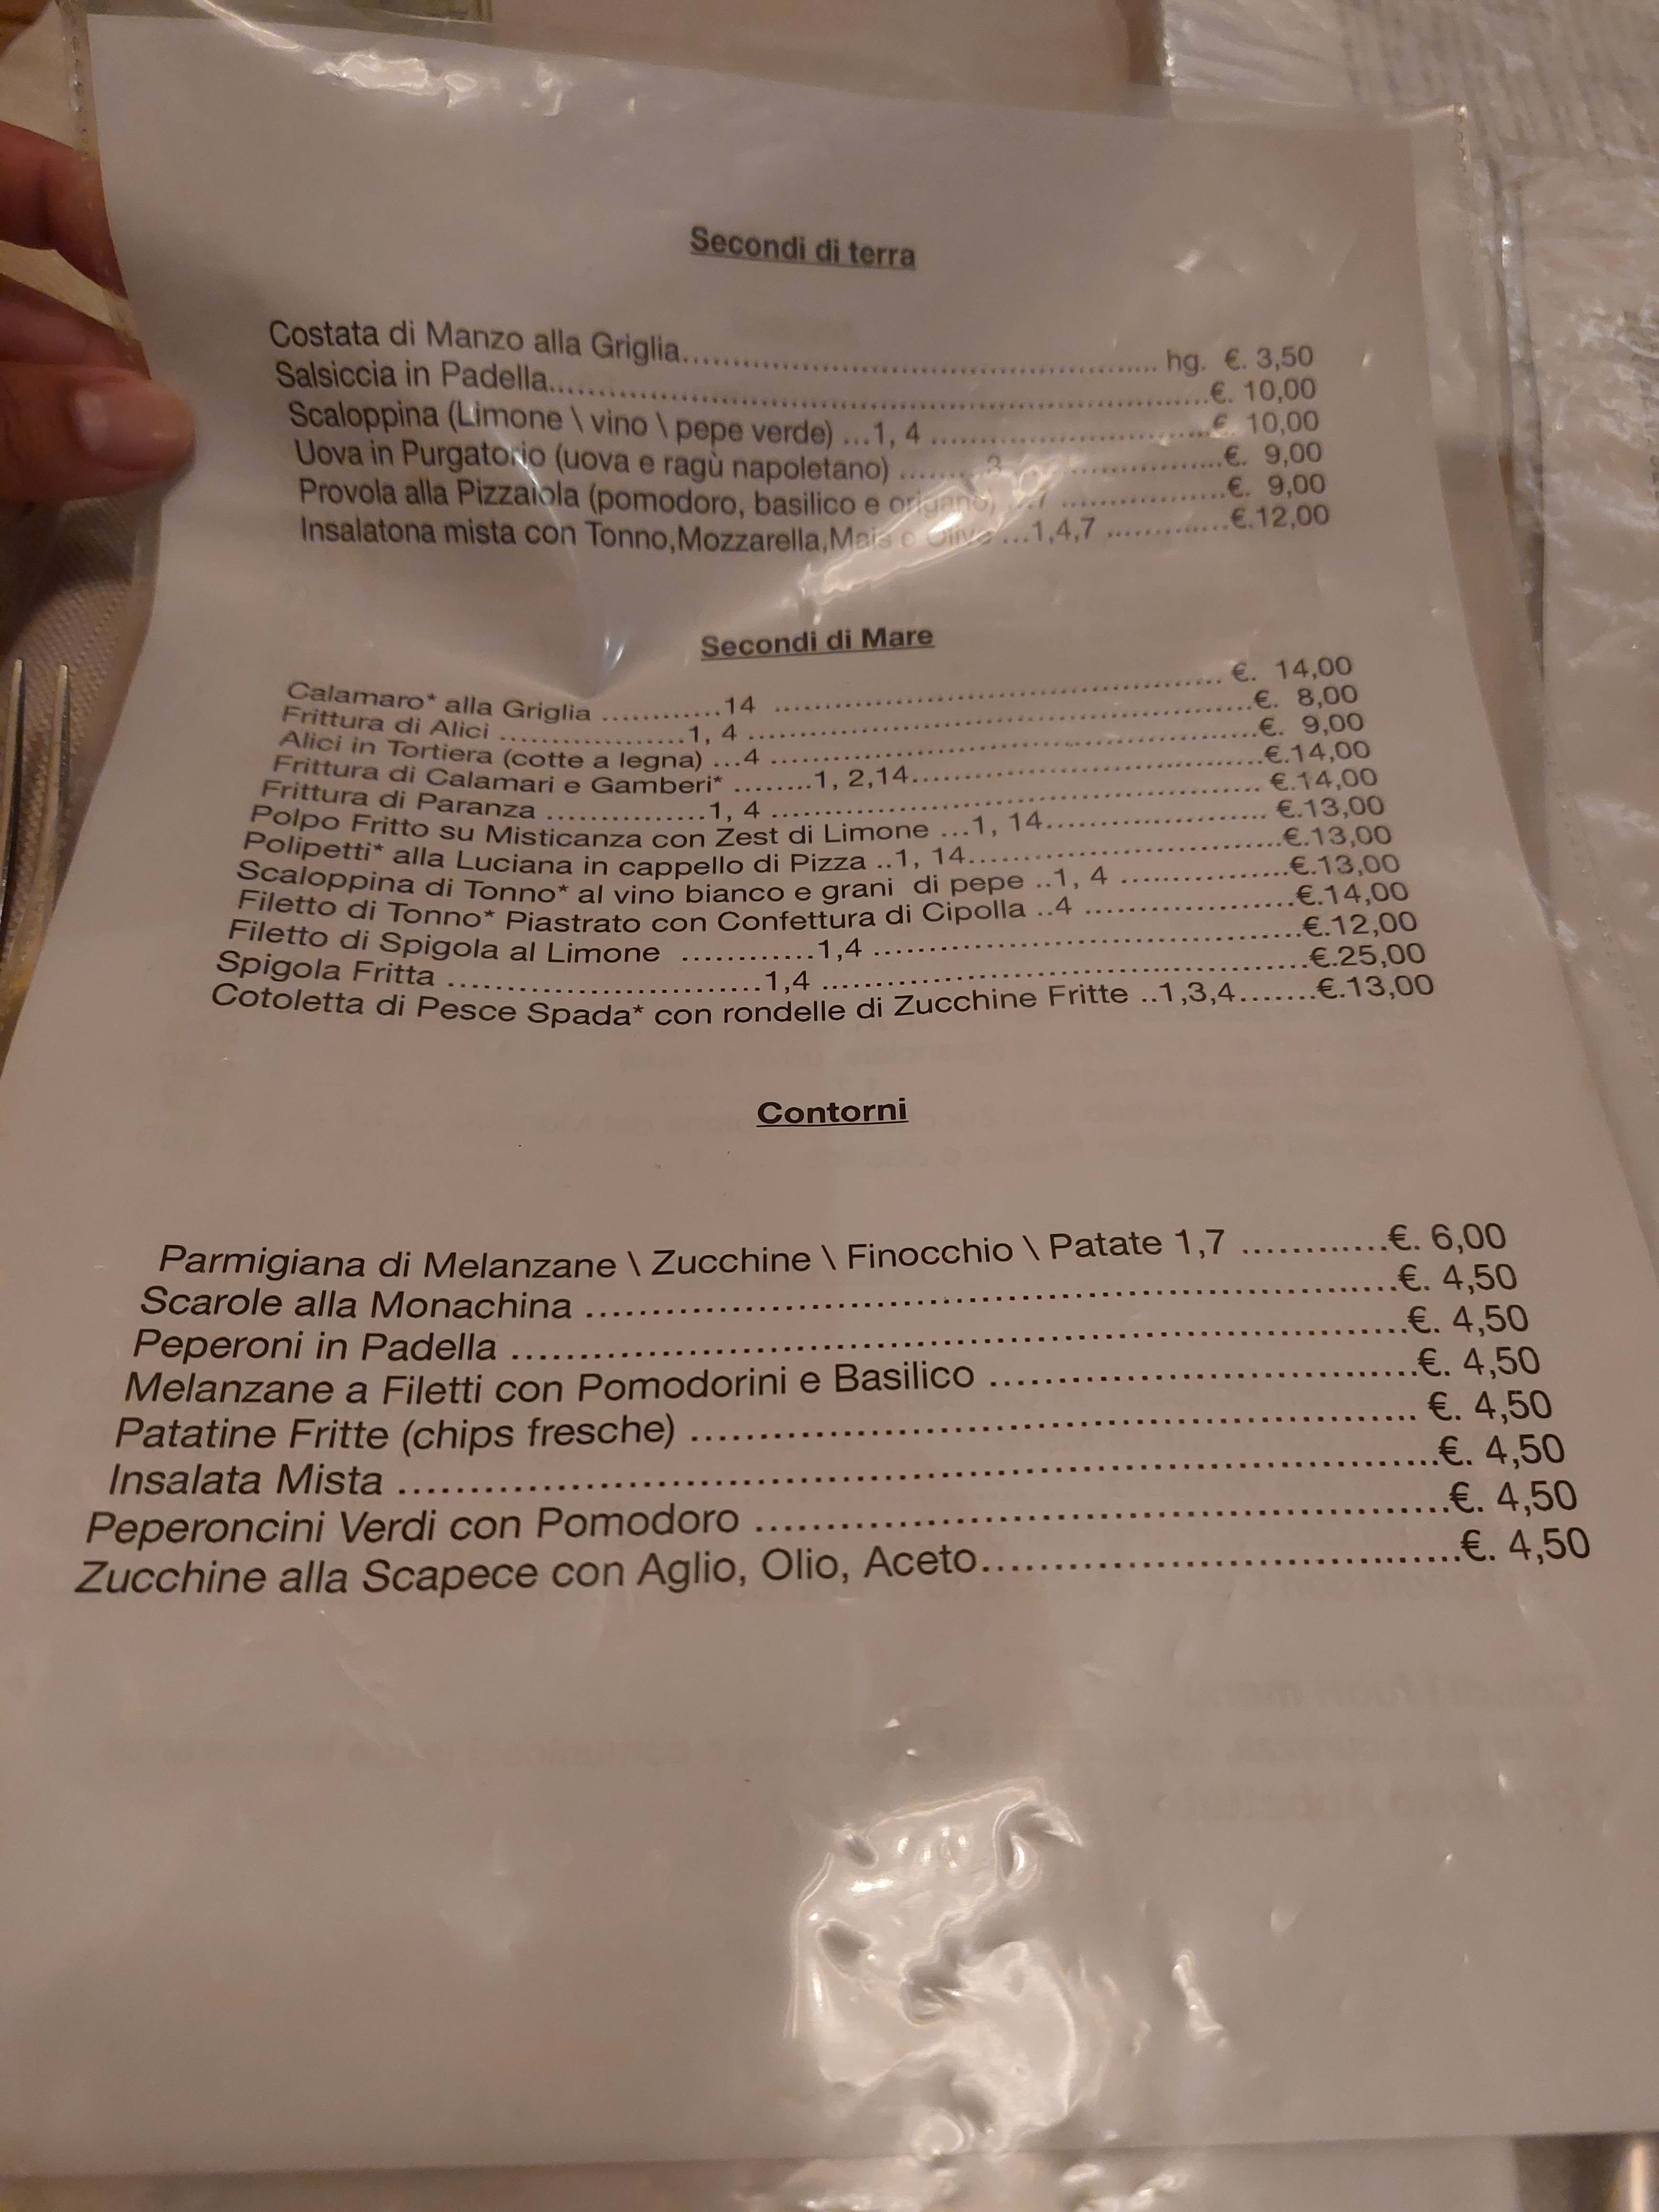 Secondi di terra
Costata di Manzo alla Griglia................................................... hg. €. 3,50
Salsiccia in Padella......................................................................€. 10,00
Scaloppina (Limone \ vino \ pepe verde) ...1, 4 ..............................€. 10,00
Uova in Purgatorio (uova e ragù napoletano) ........3..........................€. 9,00
Provola alla Pizzaiola (pomodoro, basilico e origano) ...7 .................€. 9,00
Insalatona mista con Tonno,Mozzarella,Mais e Olive ...1,4,7 ............€.12,00
Secondi di Mare
Calamaro* alla Griglia ............14 ............................................ €. 14,00
Frittura di Alici ..................1, 4 ..................................................€. 8,00
Alici in Tortiera (cotte a legna) ...4 ................................................€. 9,00
Frittura di Calamari e Gamberi* ........1, 2,14..................................€.14,00
Frittura di Paranza ...............1, 4 ................................................ €.14,00
Polpo Fritto su Misticanza con Zest di Limone ...1, 14..................... €.13,00
Polipetti* alla Luciana in cappello di Pizza ..1, 14..............................€.13,00
Scaloppina di Tonno* al vino bianco e grani di pepe ..1, 4 ................€.13,00
Filetto di Tonno* Piastrato con Confettura di Cipolla ..4 .....................€.14,00
Filetto di Spigola al Limone ............1,4 ..........................................€.12,00
Spigola Fritta ............................1,4 ................................................€.25,00
Cotoletta di Pesce Spada* con rondelle di Zucchine Fritte ..1,3,4.......€.13,00
Contorni
Parmigiana di Melanzane \ Zucchine \ Finocchio \ Patate 1,7 ............€. 6,00
Scarole alla Monachina ..............................................................€. 4,50
Peperoni in Padella ....................................................................€. 4,50
Melanzane a Filetti con Pomodorini e Basilico ..............................€. 4,50
Patatine Fritte (chips fresche) .................................................... €. 4,50
Insalata Mista ............................................................................€. 4,50
Peperoncini Verdi con Pomodoro ................................................€. 4,50
Zucchine alla Scapece con Aglio, Olio, Aceto.................................€. 4,50